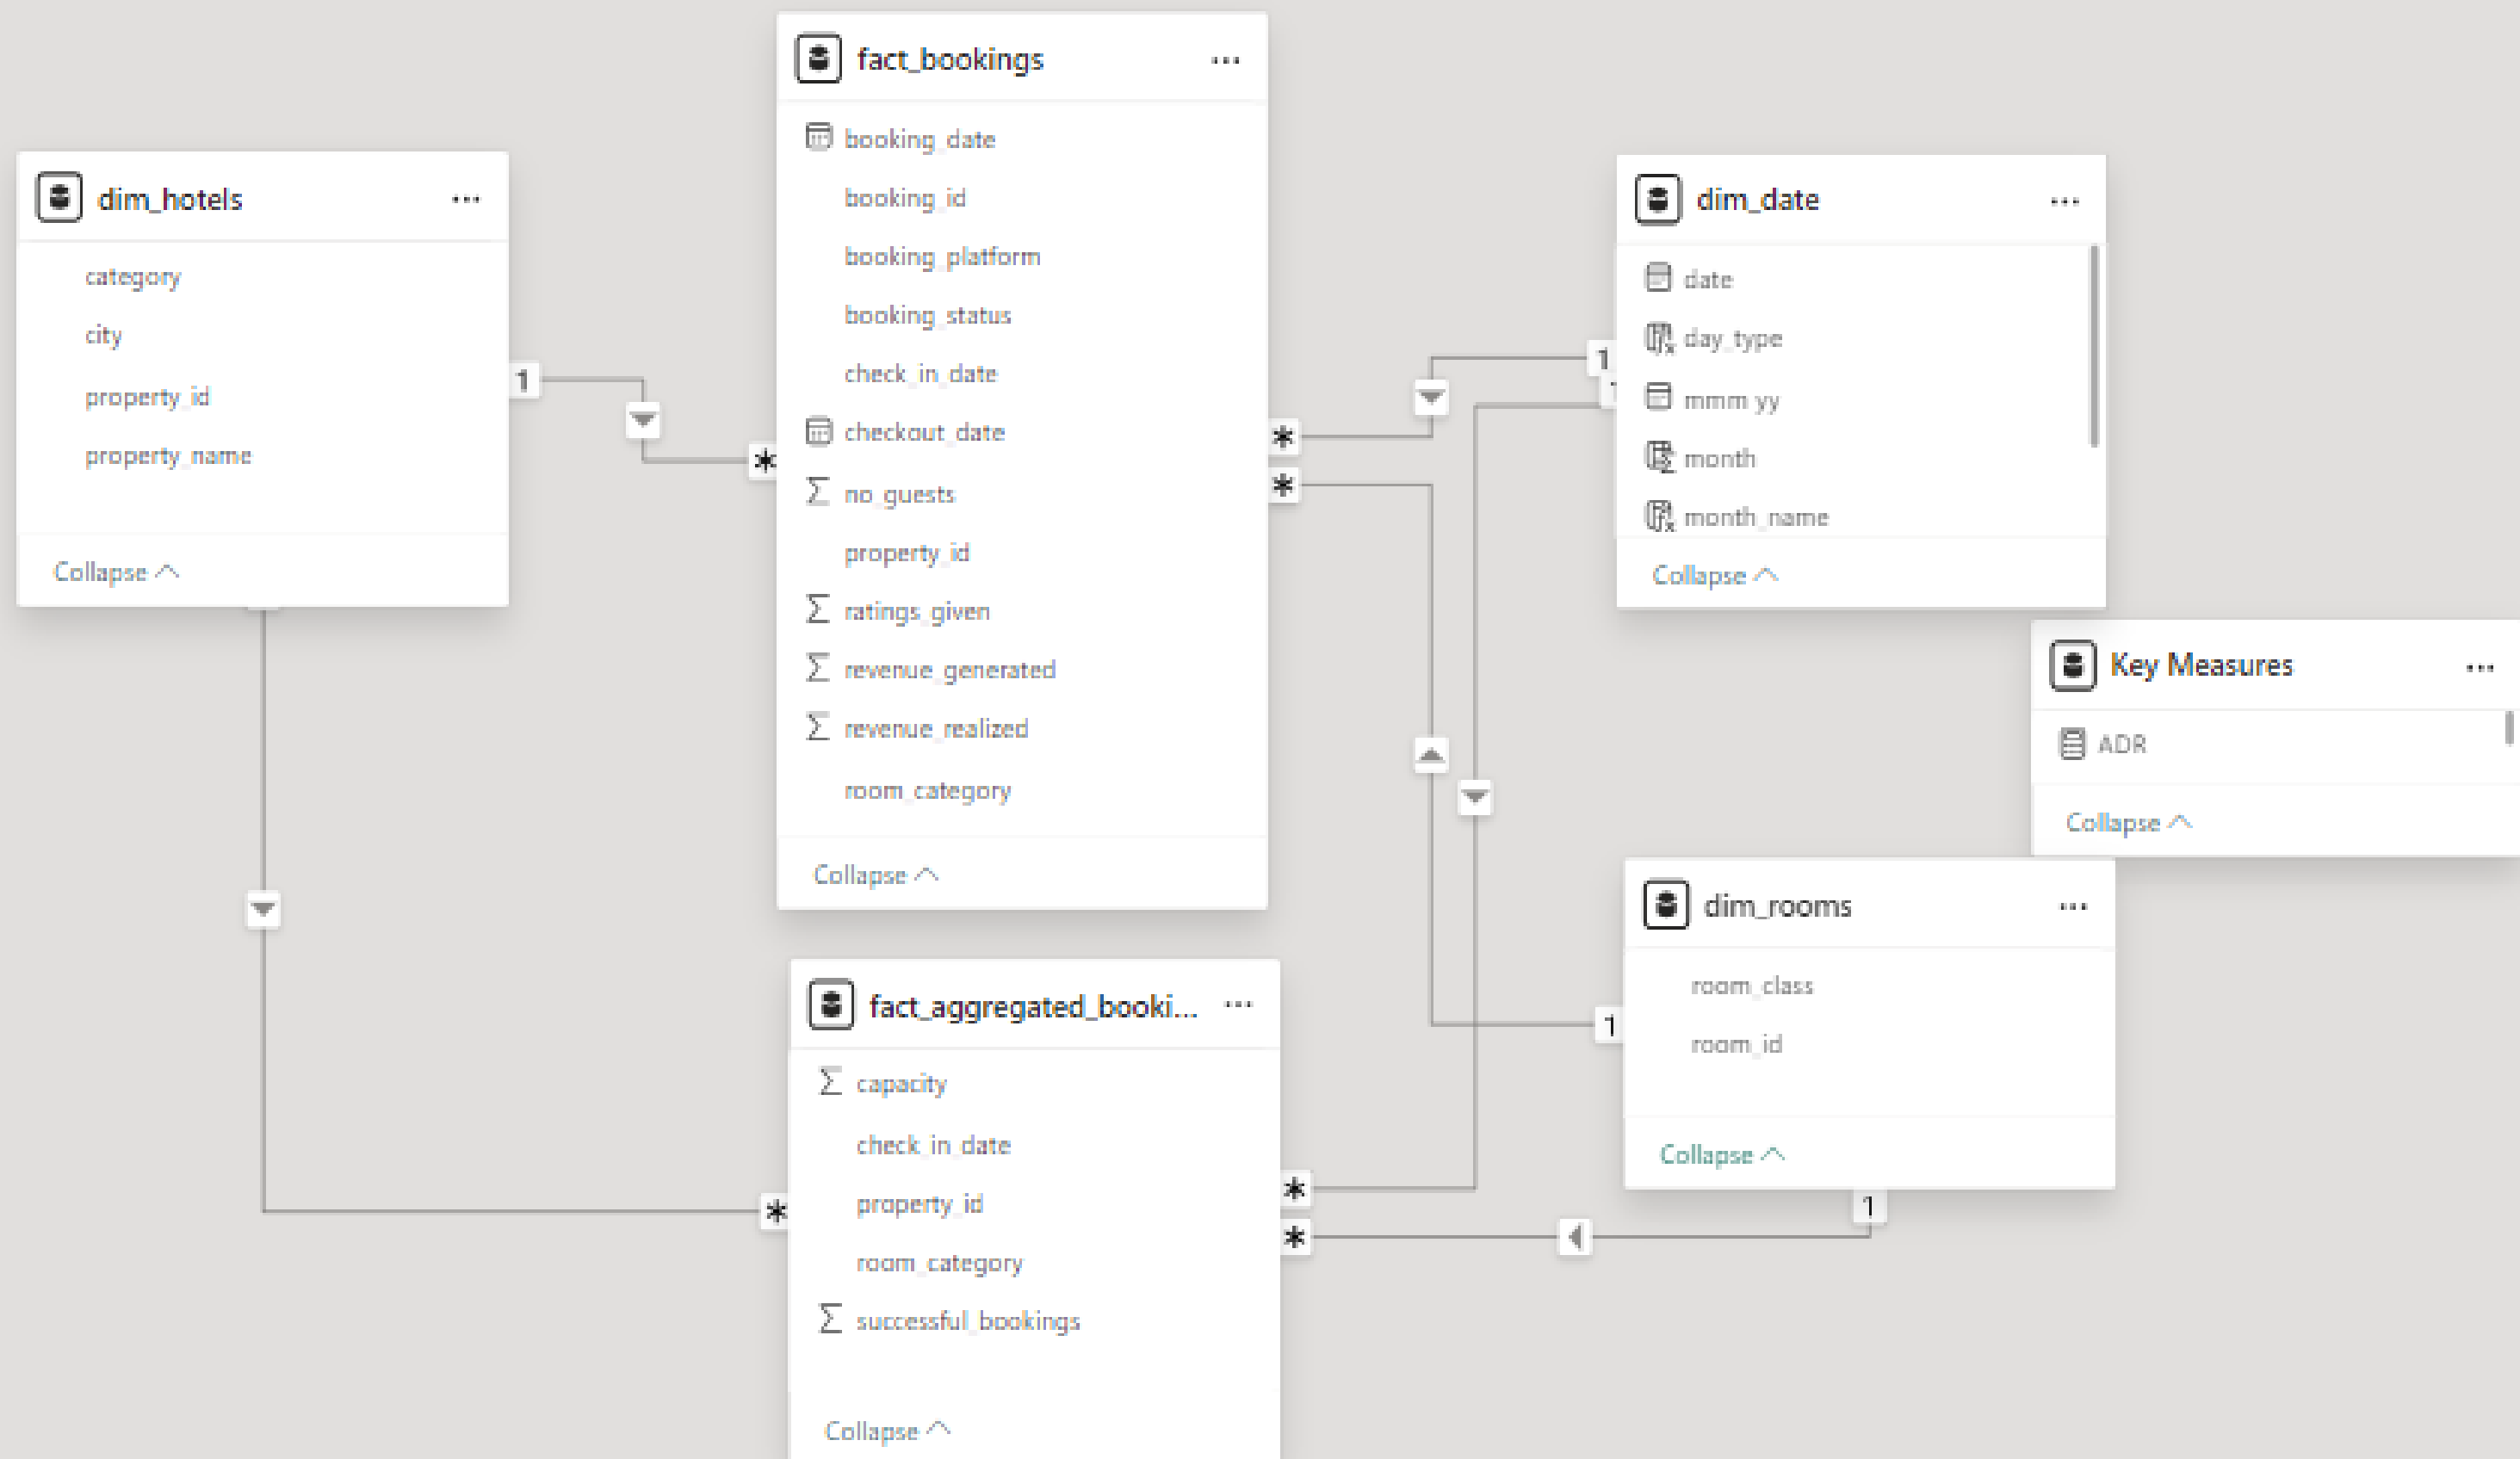 dim_hotels
category
city
property_id
property_name
Collapse
1
*
fact_bookings
booking_date
booking_id
booking_platform
booking_status
check_in_date
checkout_date
no_guests
property_id
ratings_given
revenue_generated
revenue_realized
room_category
Collapse
*
*
1
1
dim_date
date
day_type
mmm yy
month
month_name
Collapse
Key Measures
ADR
Collapse
dim_rooms
room_class
room_id
Collapse
1
1
fact_aggregated_booki...
capacity
check_in_date
property_id
room_category
successful_bookings
Collapse
*
*
*